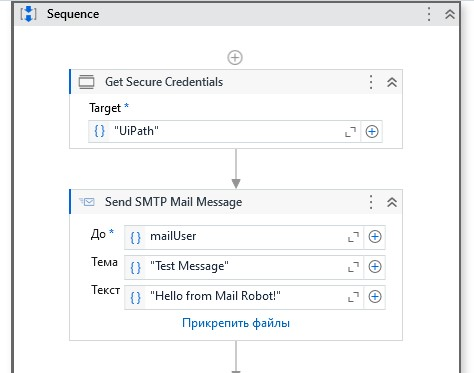 Sequence
Get Secure Credentials
Target *
"UiPath"
Send SMTP Mail Message
До * mailUser
Тема "Test Message"
Текст "Hello from Mail Robot!"
Прикрепить файлы